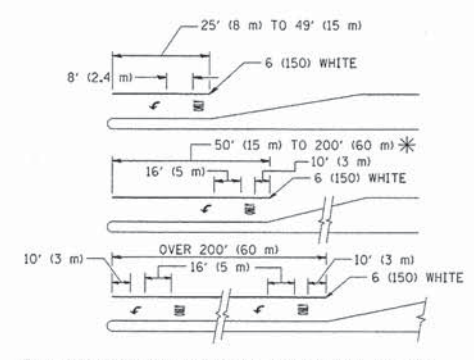 25' (8 m) TO 49' (15 m)
6 (150) WHITE
8' (2.4 m)
50' (15 m) TO 200' (60 m) *
16' (5 m)
10' (3 m)
6 (150) WHITE
OVER 200' (60 m)
10' (3 m)
16' (5 m)
10' (3 m)
6 (150) WHITE